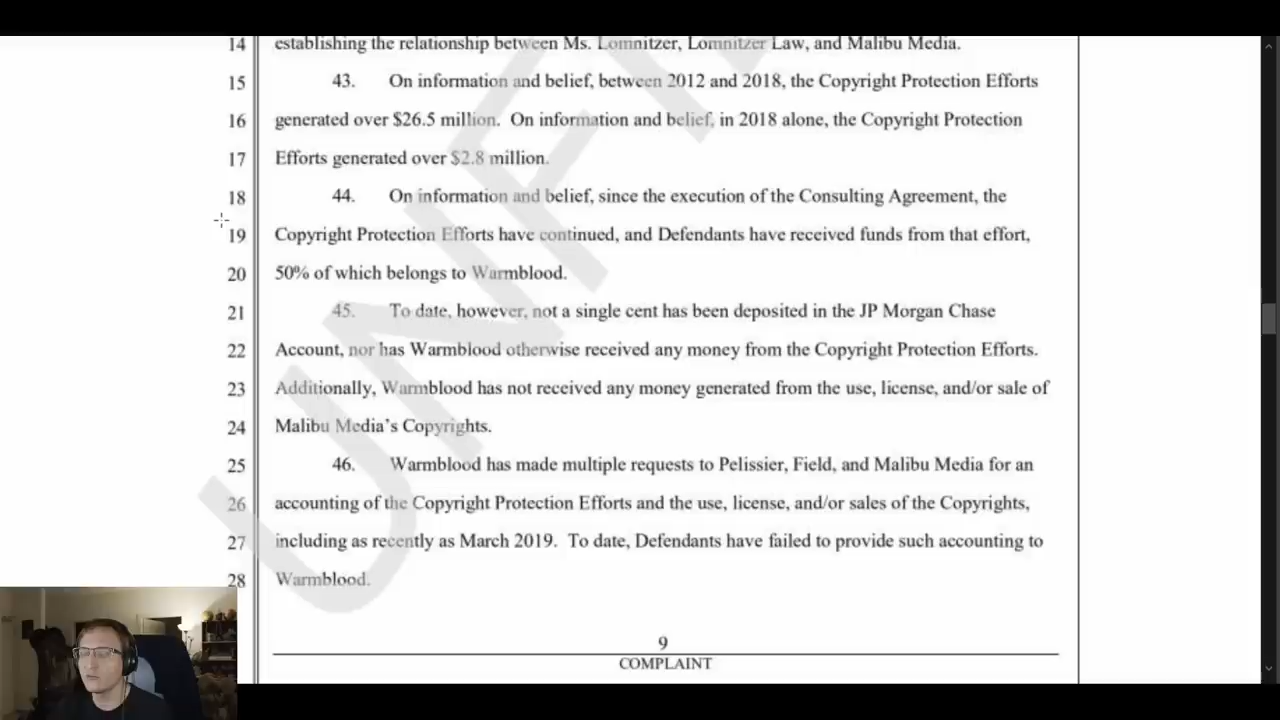 14 establishing the relationship between Ms. Lomnitzer, Lomnitzer Law, and Malibu Media.
15 43. On information and belief, between 2012 and 2018, the Copyright Protection Efforts
16 generated over $26.5 million. On information and belief, in 2018 alone, the Copyright Protection
17 Efforts generated over $2.8 million.
18 44. On information and belief, since the execution of the Consulting Agreement, the
19 Copyright Protection Efforts have continued, and Defendants have received funds from that effort,
20 50% of which belongs to Warmblood.
21 45. To date, however, not a single cent has been deposited in the JP Morgan Chase
22 Account, nor has Warmblood otherwise received any money from the Copyright Protection Efforts.
23 Additionally, Warmblood has not received any money generated from the use, license, and/or sale of
24 Malibu Media's Copyrights.
25 46. Warmblood has made multiple requests to Pelissier, Field, and Malibu Media for an
26 accounting of the Copyright Protection Efforts and the use, license, and/or sales of the Copyrights,
27 including as recently as March 2019. To date, Defendants have failed to provide such accounting to
28 Warmblood.
9
COMPLAINT